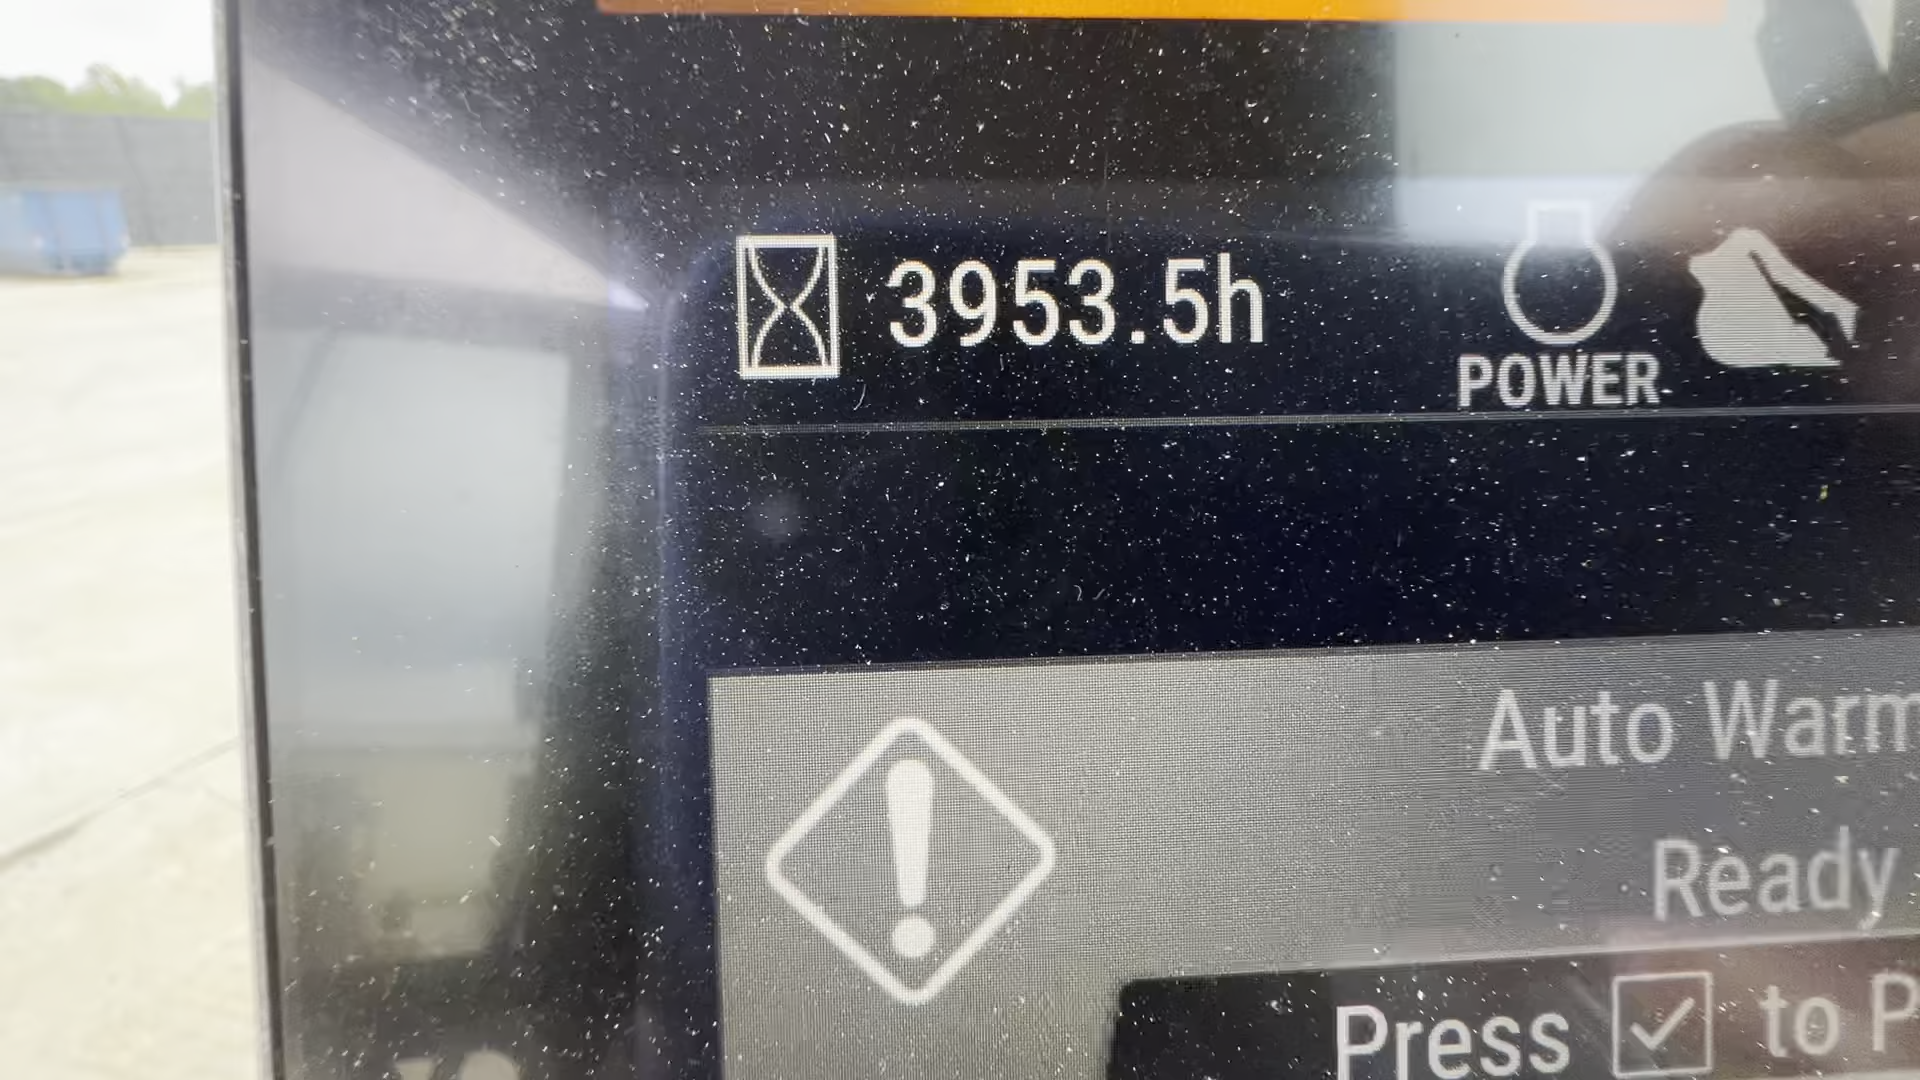 3953.5h
POWER
Auto Warm
Ready
Press ☑ to P